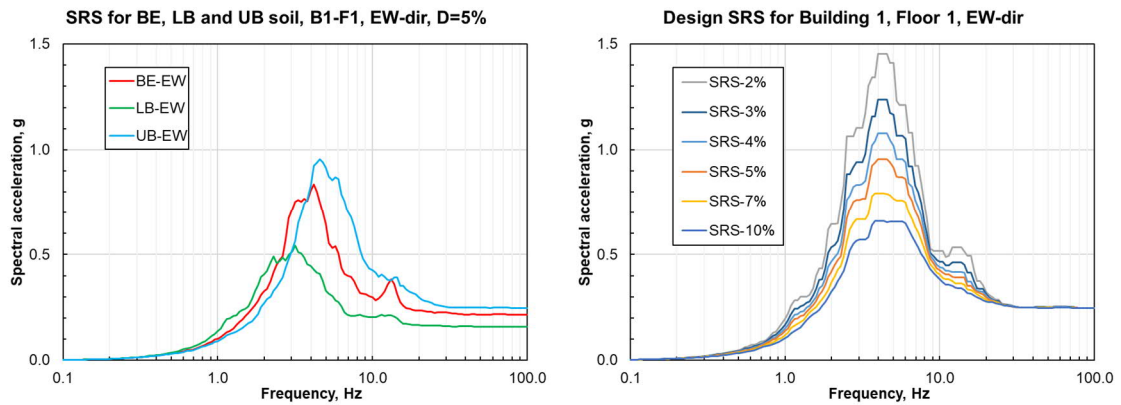 SRS for BE, LB and UB soil, B1-F1, EW-dir, D=5%
1.5
1.0
0.5
0.0
Spectral acceleration, g
BE-EW
LB-EW
UB-EW
0.1
1.0
10.0
100.0
Frequency, Hz
Design SRS for Building 1, Floor 1, EW-dir
1.5
1.0
0.5
0.0
Spectral acceleration, g
SRS-2%
SRS-3%
SRS-4%
SRS-5%
SRS-7%
SRS-10%
0.1
1.0
10.0
100.0
Frequency, Hz